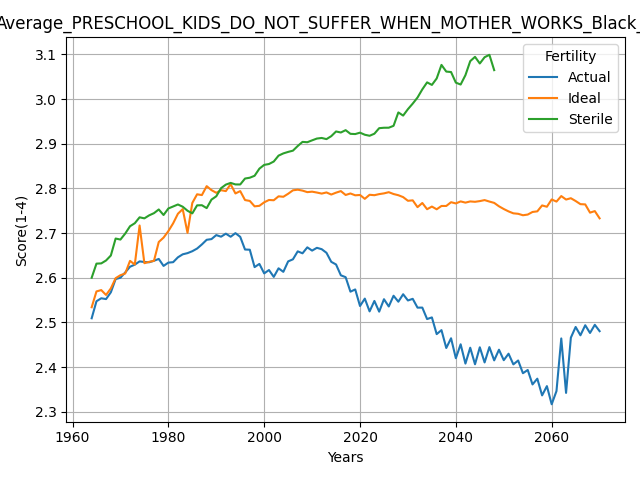 Average_PRESCHOOL_KIDS_DO_NOT_SUFFER_WHEN_MOTHER_WORKS_Black_
3.1
3.0
2.9
2.8
2.7
2.6
2.5
2.4
2.3
Score(1-4)
Fertility
Actual
Ideal
Sterile
1960 1980 2000 2020 2040 2060
Years